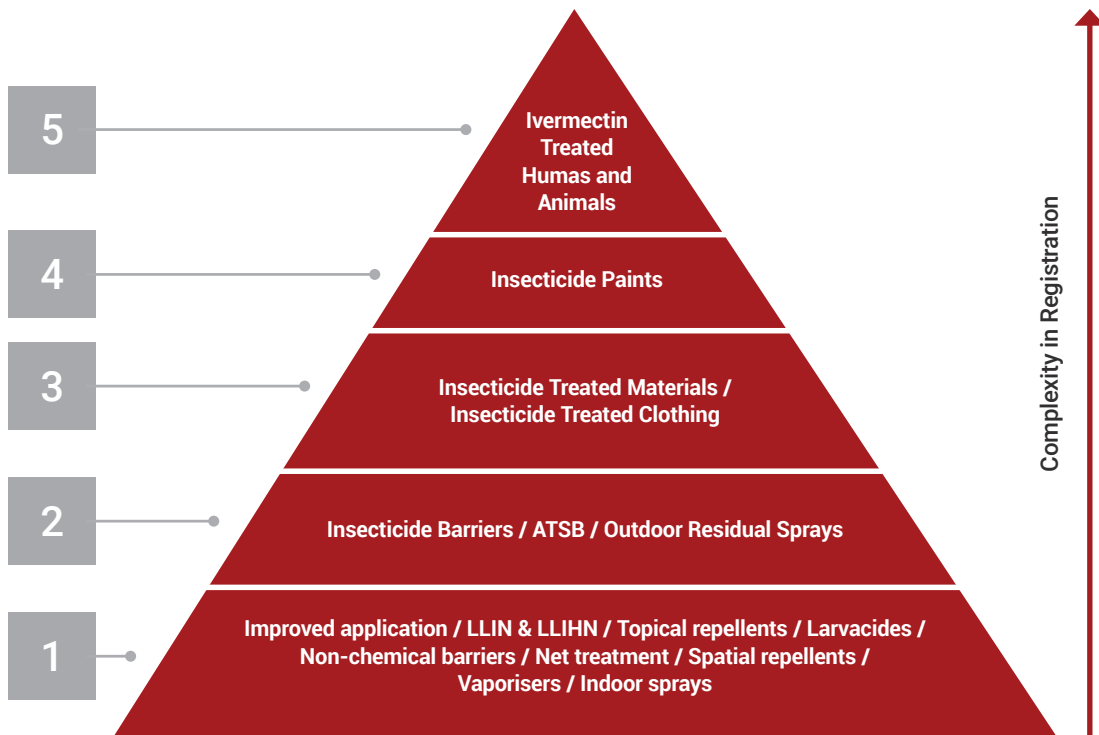 5
Ivermectin
Treated
Humas and
Animals
4
Insecticide Paints
3
Insecticide Treated Materials /
Insecticide Treated Clothing
2
Insecticide Barriers / ATSB / Outdoor Residual Sprays
1
Improved application / LLIN & LLIHN / Topical repellents / Larvacides /
Non-chemical barriers / Net treatment / Spatial repellents /
Vaporisers / Indoor sprays
Complexity in Registration